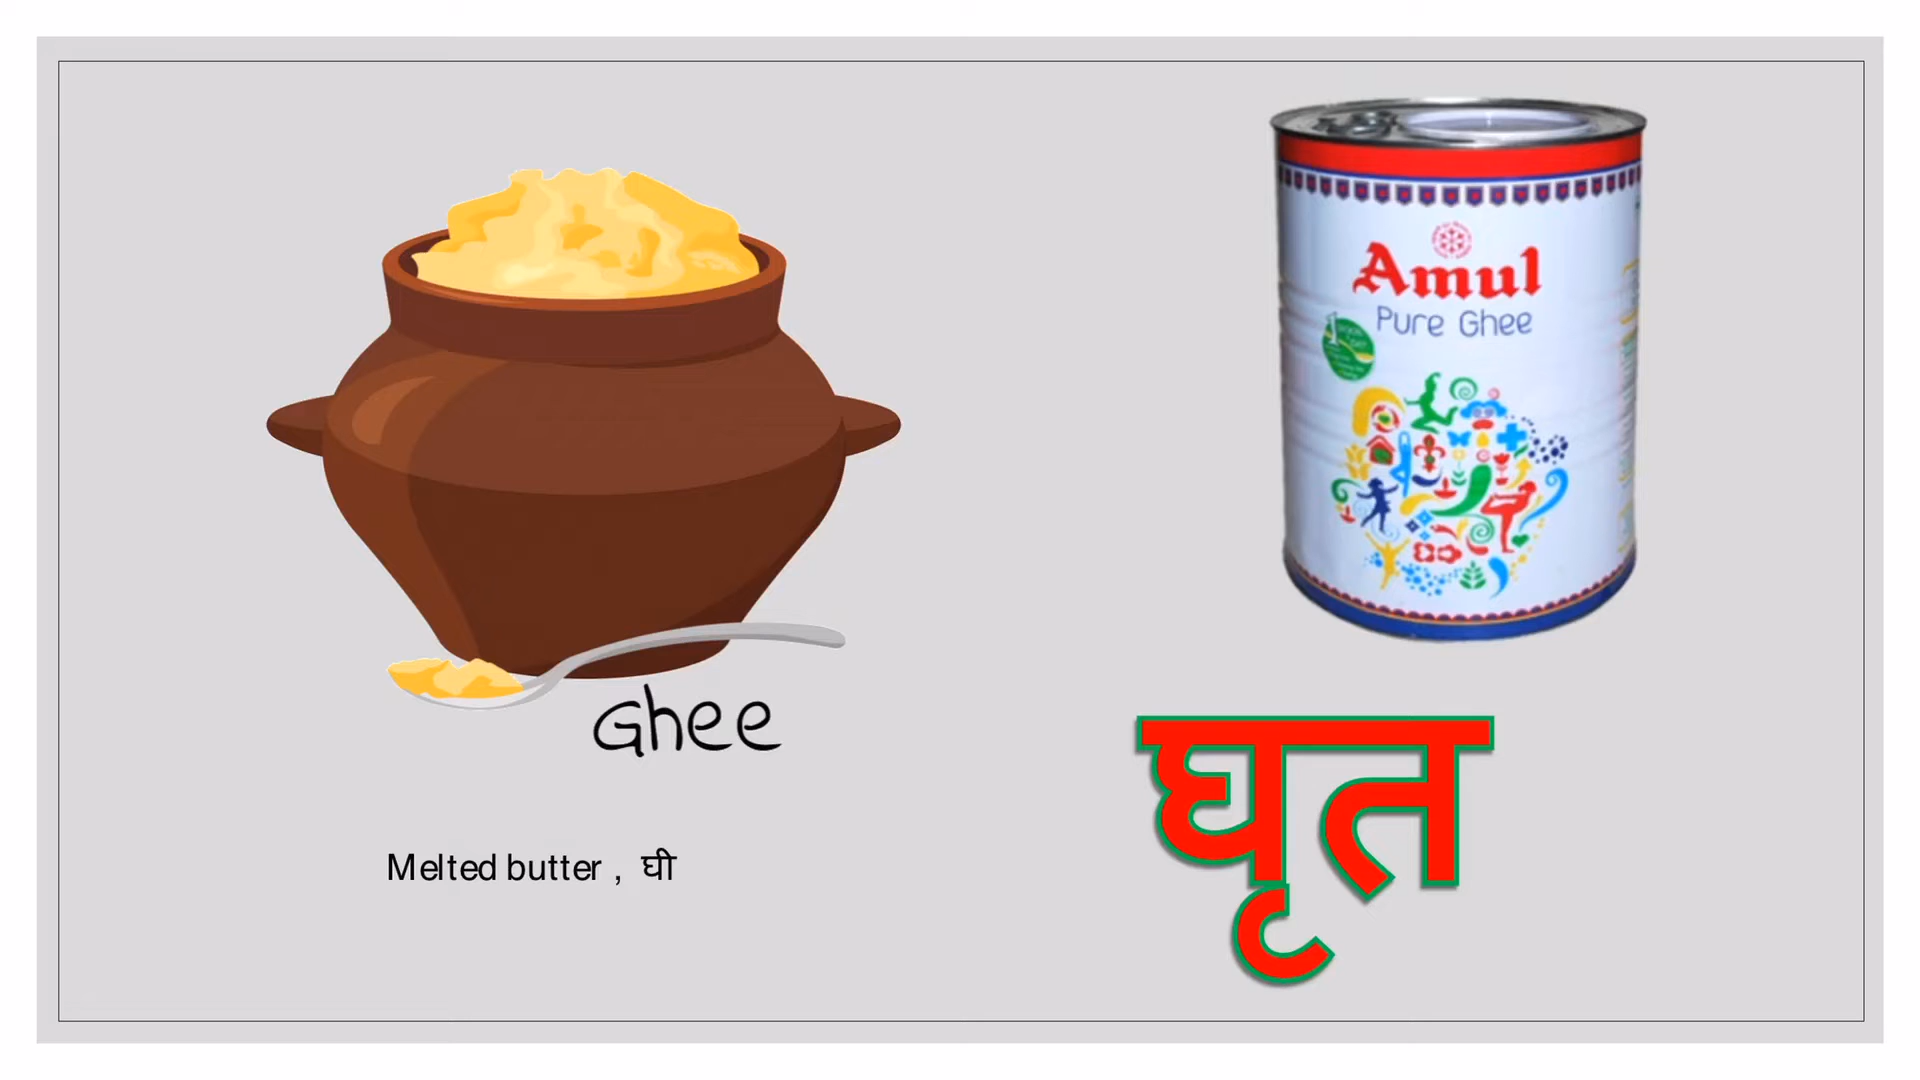 Amul
Pure Ghee
Ghee
घृत
Melted butter , घी